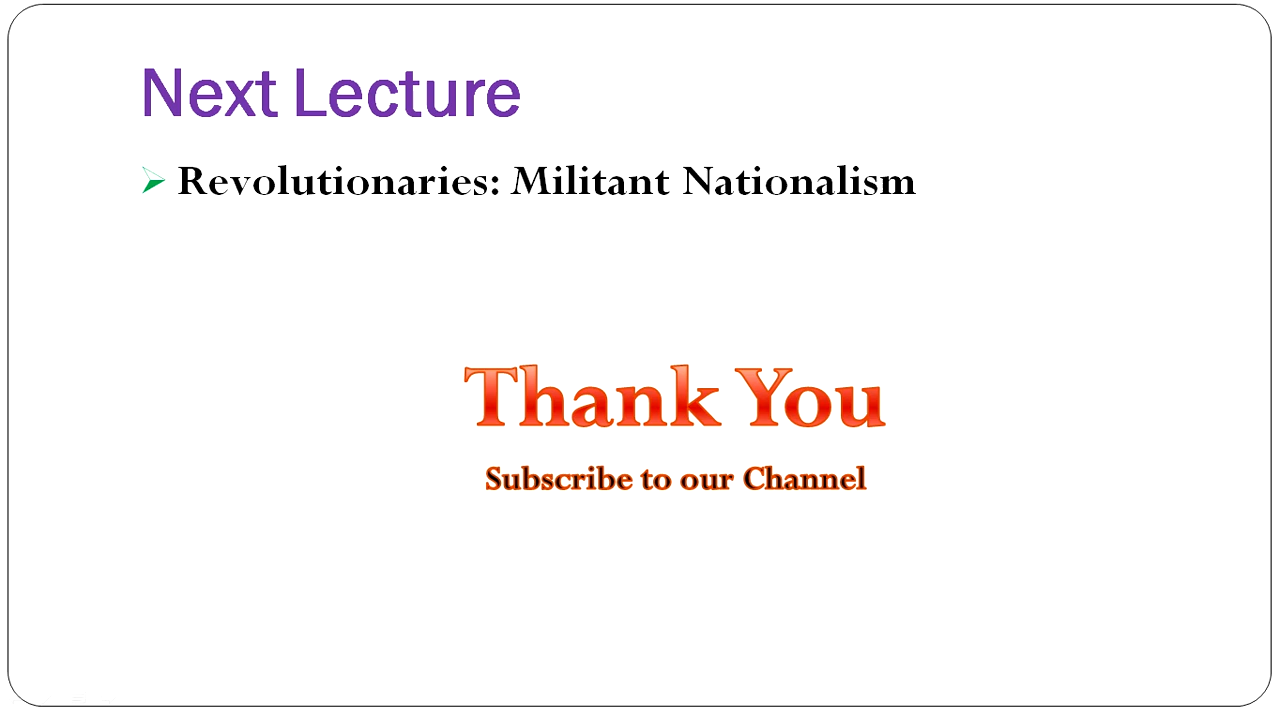 Next Lecture
Revolutionaries: Militant Nationalism
Thank You
Subscribe to our Channel